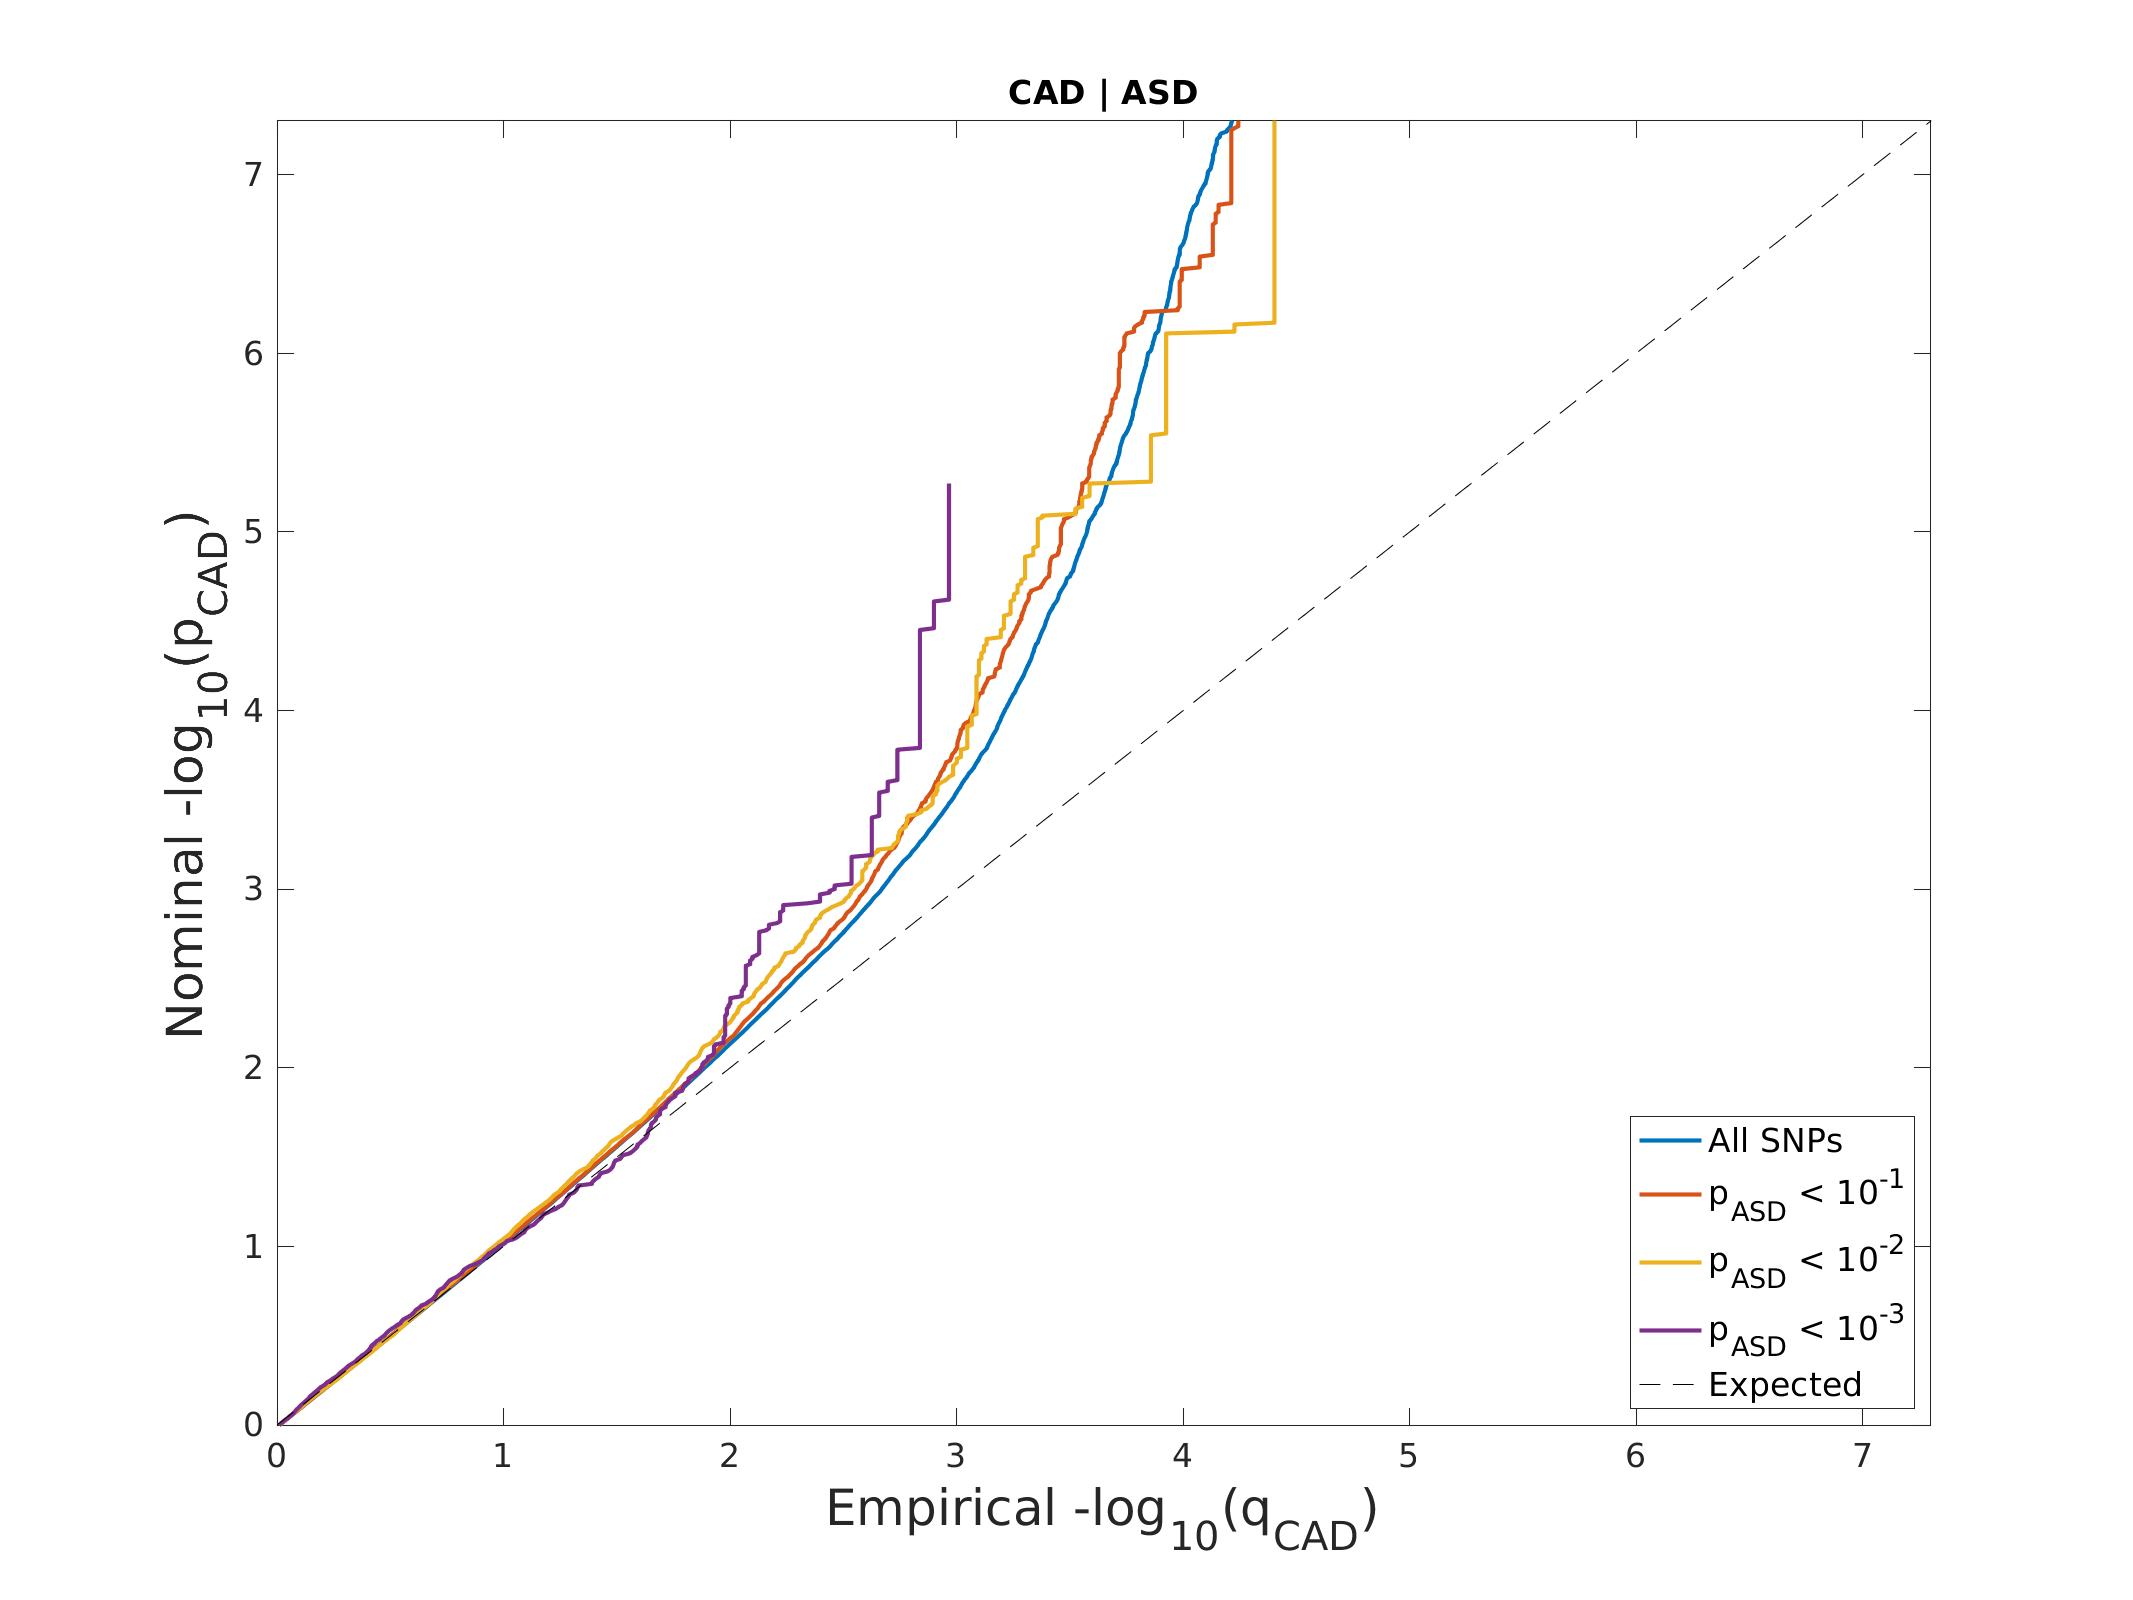 CAD | ASD
Nominal -log10(pCAD)
7
6
5
4
3
2
1
0
0 1 2 3 4 5 6 7
Empirical -log10(qCAD)
All SNPs
pASD < 10-1
pASD < 10-2
pASD < 10-3
Expected